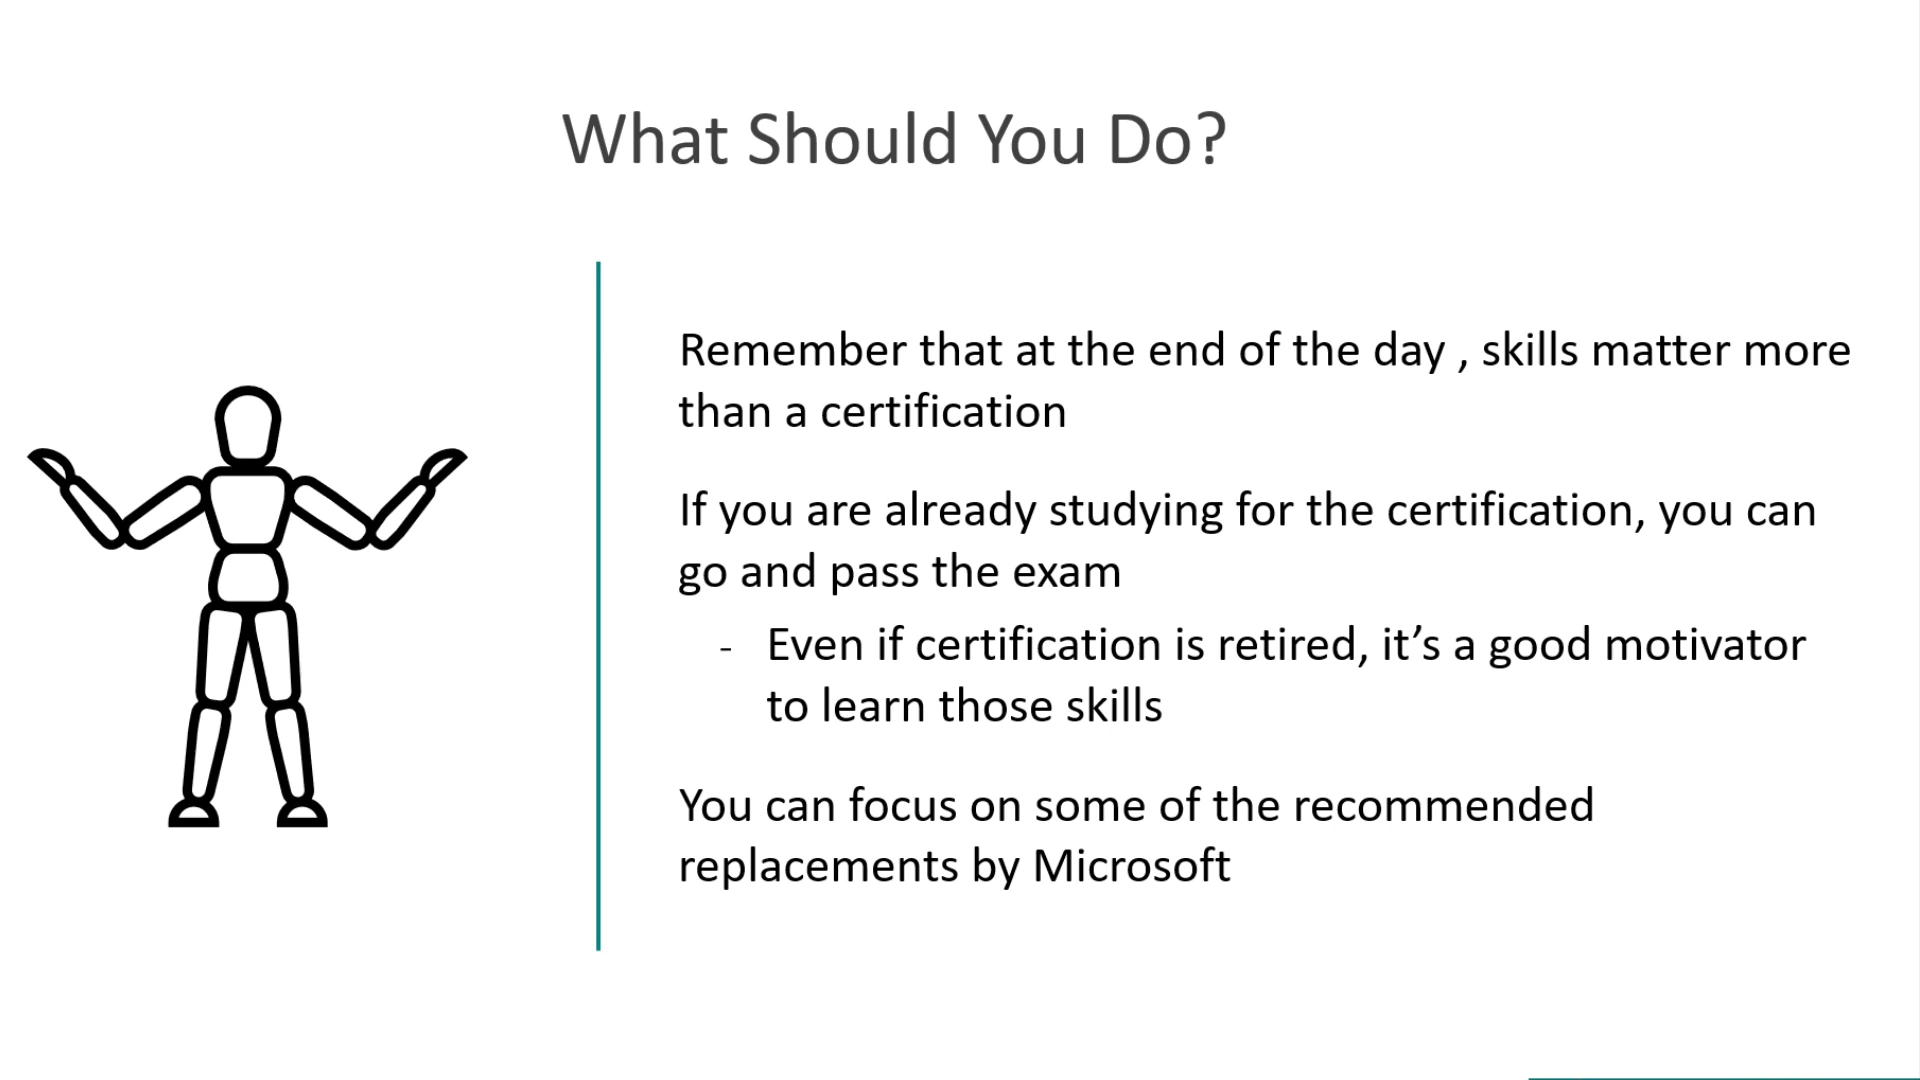 What Should You Do?
Remember that at the end of the day , skills matter more
than a certification
If you are already studying for the certification, you can
go and pass the exam
- Even if certification is retired, it’s a good motivator
to learn those skills
You can focus on some of the recommended
replacements by Microsoft